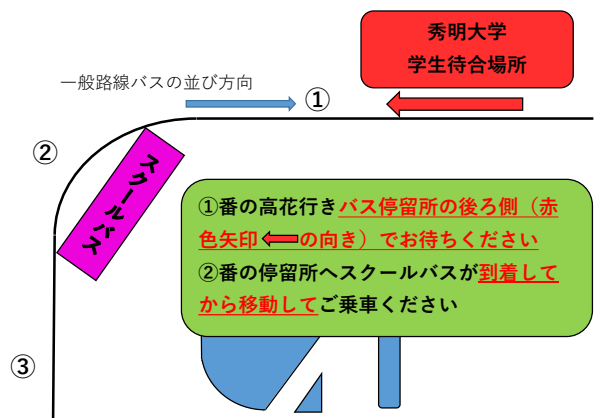 秀明大学
学生待合場所
一般路線バスの並び方向
①
②
スクールバス
①番の高花行きバス停留所の後ろ側（赤
色矢印の向き）でお待ちください
②番の停留所へスクールバスが到着して
から移動してご乗車ください
③